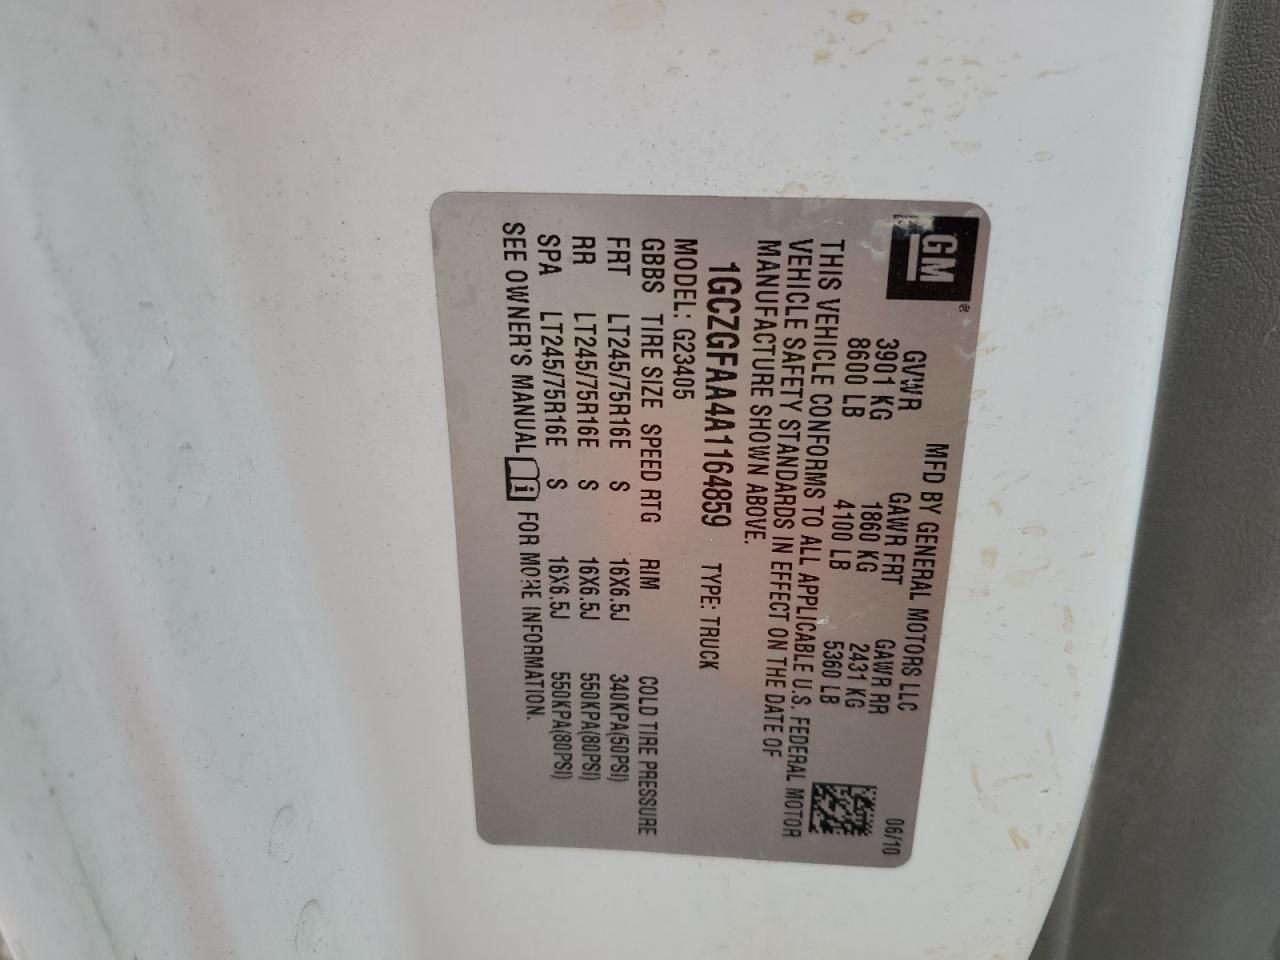 GM®
MFD BY GENERAL MOTORS LLC 06/10
GVWR GAWR FRT GAWR RR
3901 KG 1860 KG 2431 KG
8600 LB 4100 LB 5360 LB
THIS VEHICLE CONFORMS TO ALL APPLICABLE U.S. FEDERAL MOTOR
VEHICLE SAFETY STANDARDS IN EFFECT ON THE DATE OF
MANUFACTURE SHOWN ABOVE.
1GCZGFAA4A1164859 TYPE: TRUCK
MODEL: G23405
GBBS TIRE SIZE SPEED RTG RIM COLD TIRE PRESSURE
FRT LT245/75R16E S 16X6.5J 340KPA(50PSI)
RR LT245/75R16E S 16X6.5J 550KPA(80PSI)
SPA LT245/75R16E S 16X6.5J 550KPA(80PSI)
SEE OWNER'S MANUAL i FOR MORE INFORMATION.